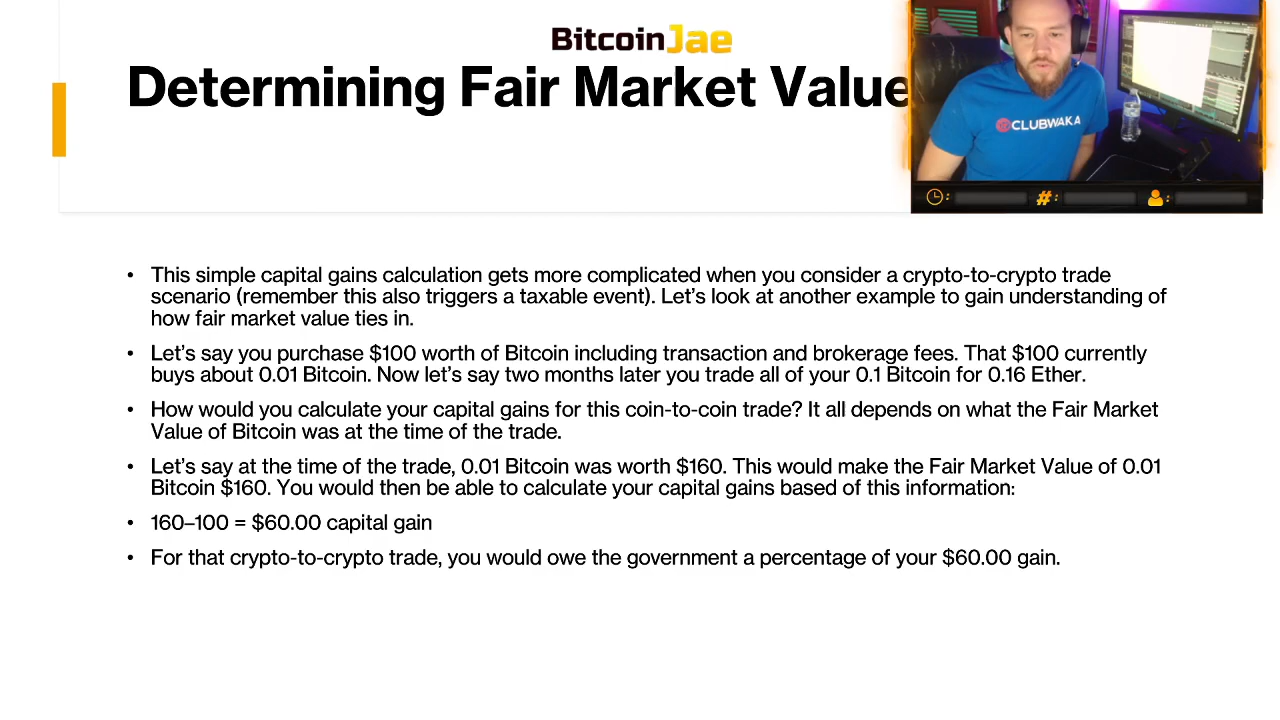 BitcoinJae
Determining Fair Market Value
CLUBWAKA
:
# :
:
• This simple capital gains calculation gets more complicated when you consider a crypto-to-crypto trade
scenario (remember this also triggers a taxable event). Let’s look at another example to gain understanding of
how fair market value ties in.
• Let’s say you purchase $100 worth of Bitcoin including transaction and brokerage fees. That $100 currently
buys about 0.01 Bitcoin. Now let’s say two months later you trade all of your 0.1 Bitcoin for 0.16 Ether.
• How would you calculate your capital gains for this coin-to-coin trade? It all depends on what the Fair Market
Value of Bitcoin was at the time of the trade.
• Let’s say at the time of the trade, 0.01 Bitcoin was worth $160. This would make the Fair Market Value of 0.01
Bitcoin $160. You would then be able to calculate your capital gains based of this information:
• 160–100 = $60.00 capital gain
• For that crypto-to-crypto trade, you would owe the government a percentage of your $60.00 gain.